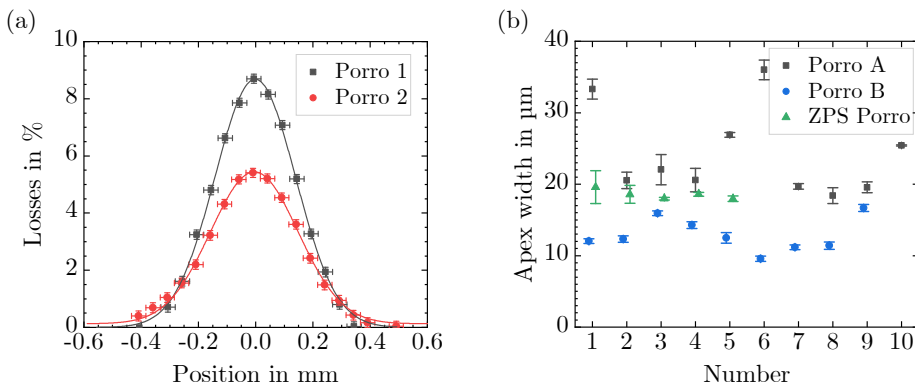 (a)
10
8
6
4
2
0
Losses in %
-0.6 -0.4 -0.2 0.0 0.2 0.4 0.6
Position in mm
Porro 1
Porro 2
(b)
40
30
20
10
0
Apex width in µm
1 2 3 4 5 6 7 8 9 10
Number
Porro A
Porro B
ZPS Porro